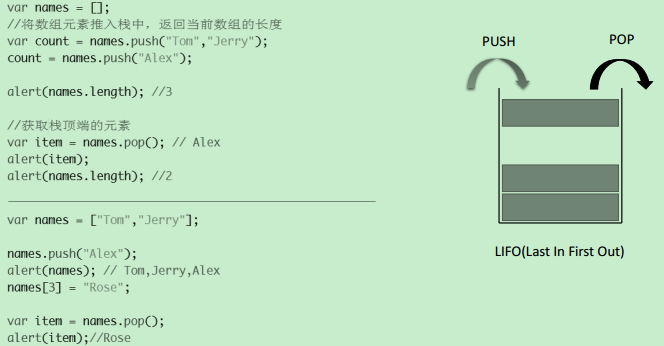 var names = [];
//将数组元素推入栈中，返回当前数组的长度
var count = names.push("Tom","Jerry");
count = names.push("Alex");
alert(names.length); //3
//获取栈顶端的元素
var item = names.pop(); // Alex
alert(item);
alert(names.length); //2
var names = ["Tom","Jerry"];
names.push("Alex");
alert(names); // Tom,Jerry,Alex
names[3] = "Rose";
var item = names.pop();
alert(item);//Rose
PUSH
POP
LIFO(Last In First Out)